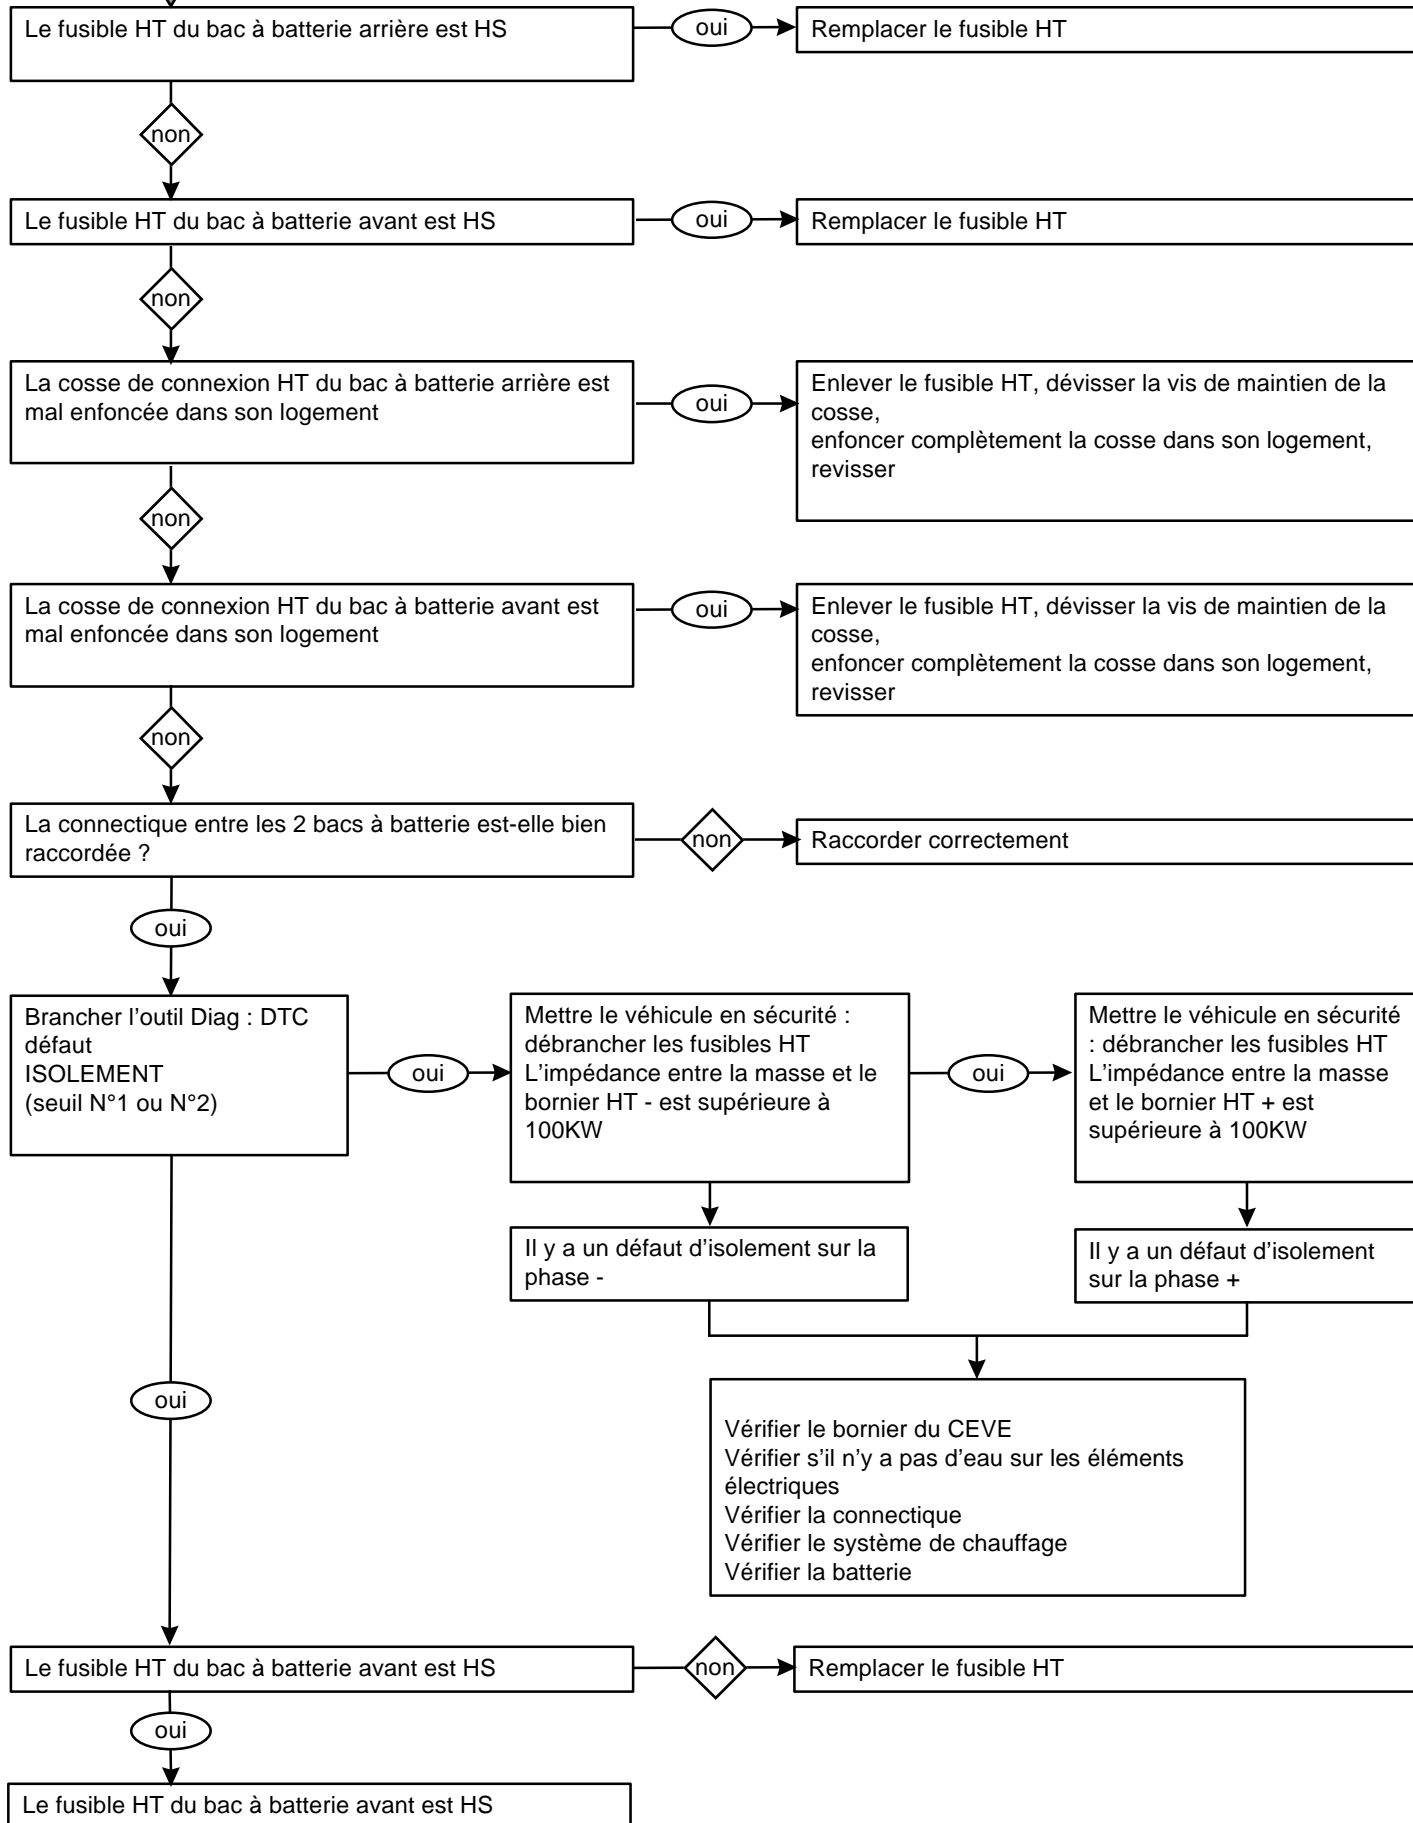 Le fusible HT du bac à batterie arrière est HS
oui
Remplacer le fusible HT
non
Le fusible HT du bac à batterie avant est HS
oui
Remplacer le fusible HT
non
La cosse de connexion HT du bac à batterie arrière est
mal enfoncée dans son logement
oui
Enlever le fusible HT, dévisser la vis de maintien de la
cosse,
enfoncer complètement la cosse dans son logement,
revisser
non
La cosse de connexion HT du bac à batterie avant est
mal enfoncée dans son logement
oui
Enlever le fusible HT, dévisser la vis de maintien de la
cosse,
enfoncer complètement la cosse dans son logement,
revisser
non
La connectique entre les 2 bacs à batterie est-elle bien
raccordée ?
non
Raccorder correctement
oui
Brancher l’outil Diag : DTC
défaut
ISOLEMENT
(seuil N°1 ou N°2)
oui
Mettre le véhicule en sécurité :
débrancher les fusibles HT
L’impédance entre la masse et le
bornier HT - est supérieure à
100KW
oui
Mettre le véhicule en sécurité
: débrancher les fusibles HT
L’impédance entre la masse
et le bornier HT + est
supérieure à 100KW
Il y a un défaut d’isolement sur la
phase -
Il y a un défaut d’isolement
sur la phase +
oui
Vérifier le bornier du CEVE
Vérifier s’il n’y a pas d’eau sur les éléments
électriques
Vérifier la connectique
Vérifier le système de chauffage
Vérifier la batterie
Le fusible HT du bac à batterie avant est HS
non
Remplacer le fusible HT
oui
Le fusible HT du bac à batterie avant est HS